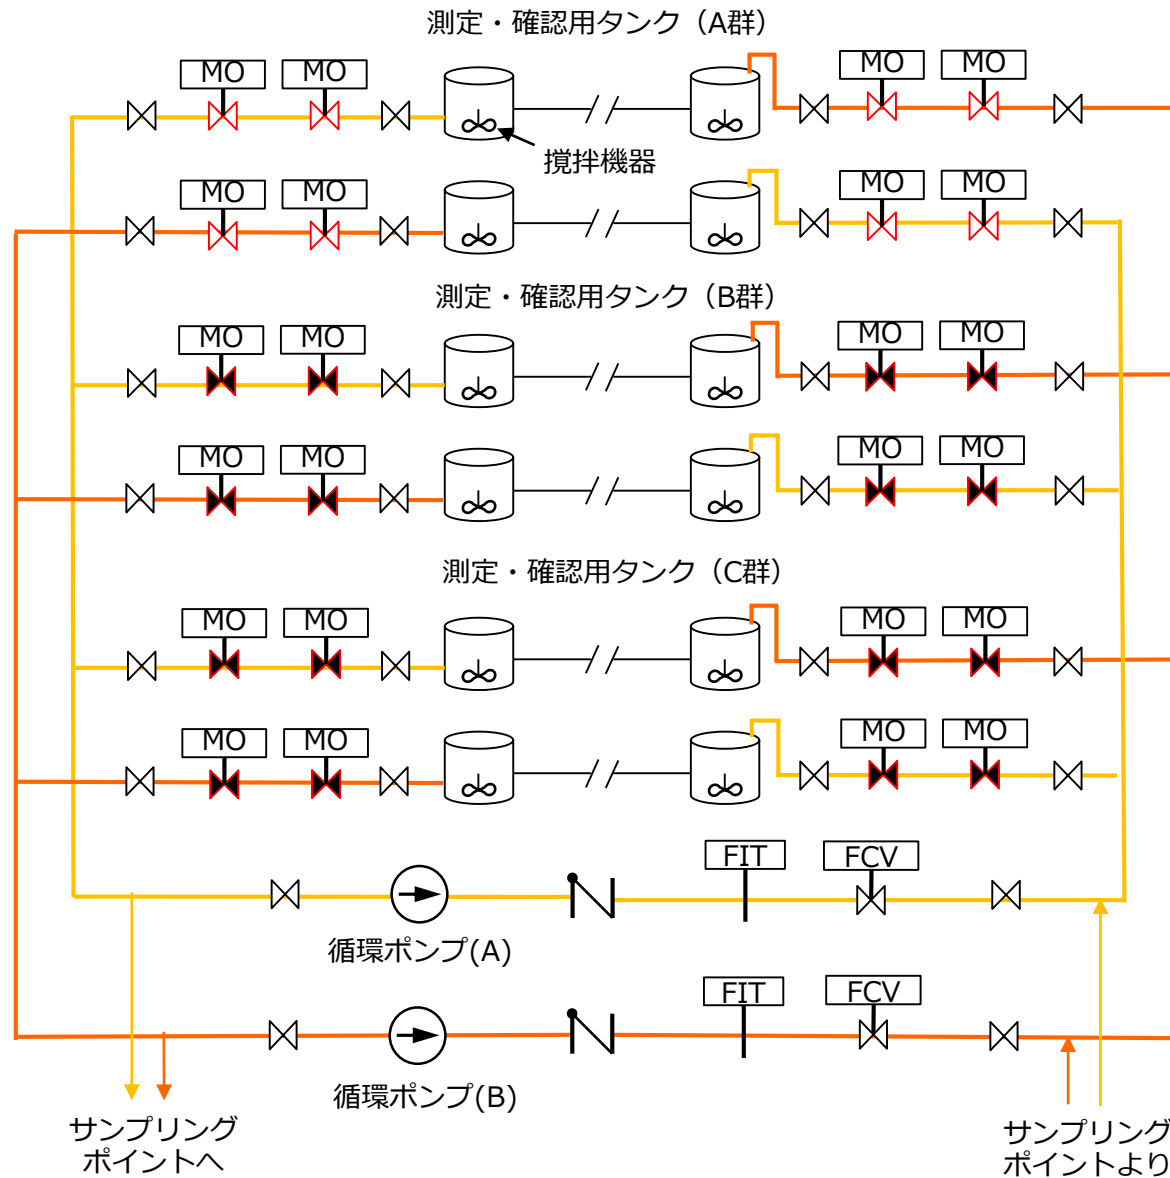 測定・確認用タンク（A群）
MO MO MO MO
撹拌機器
MO MO MO MO
測定・確認用タンク（B群）
MO MO MO MO
MO MO MO MO
測定・確認用タンク（C群）
MO MO MO MO
MO MO MO MO
FIT FCV
循環ポンプ(A)
FIT FCV
循環ポンプ(B)
サンプリング
ポイントへ
サンプリング
ポイントより